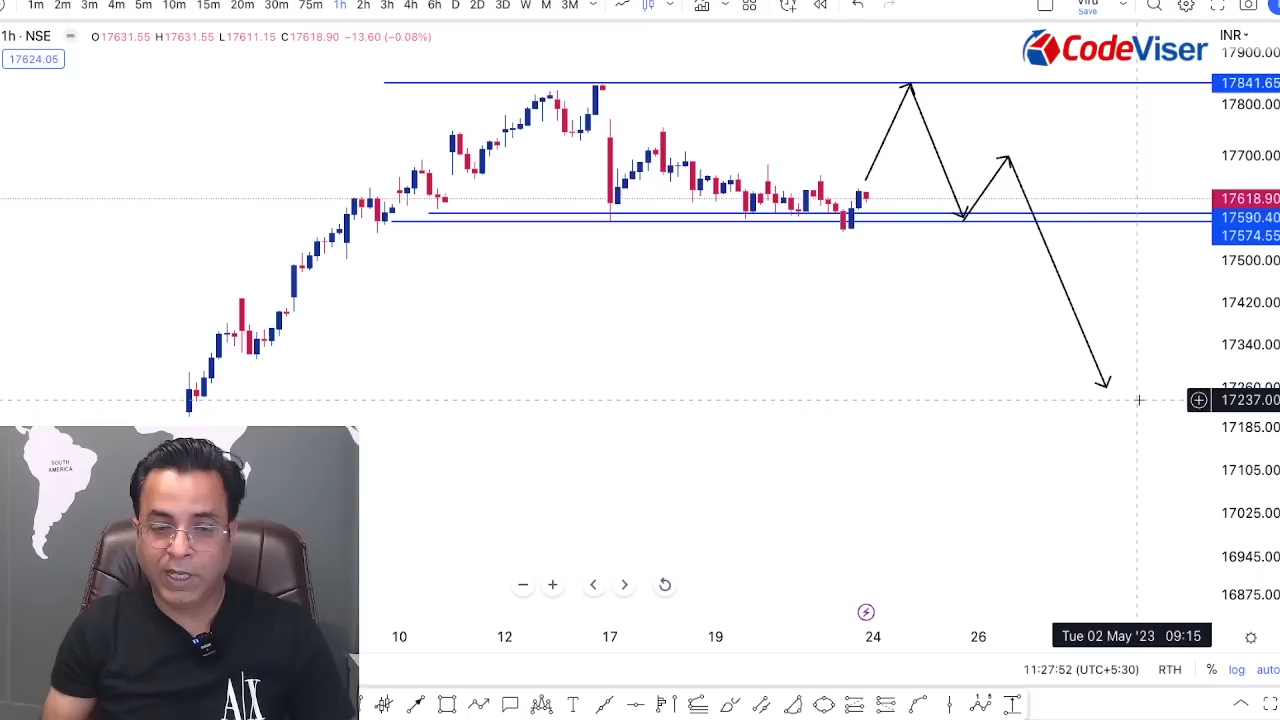 1m 2m 3m 4m 5m 10m 15m 20m 30m 75m 1h 2h 3h 4h 6h D 2D 3D W M 3M
Save
1h · NSE O17631.55 H17631.55 L17611.15 C17618.90 −13.60 (−0.08%)
17624.05
CodeViser
INR
17900.00
17841.65
17800.00
17700.00
17618.90
17590.40
17574.55
17500.00
17420.00
17340.00
17260.00
17237.00
17185.00
17105.00
17025.00
16945.00
16875.00
SOUTH
AMERICA
10 12 17 19 24 26 Tue 02 May '23 09:15
11:27:52 (UTC+5:30) RTH % log auto
A|X